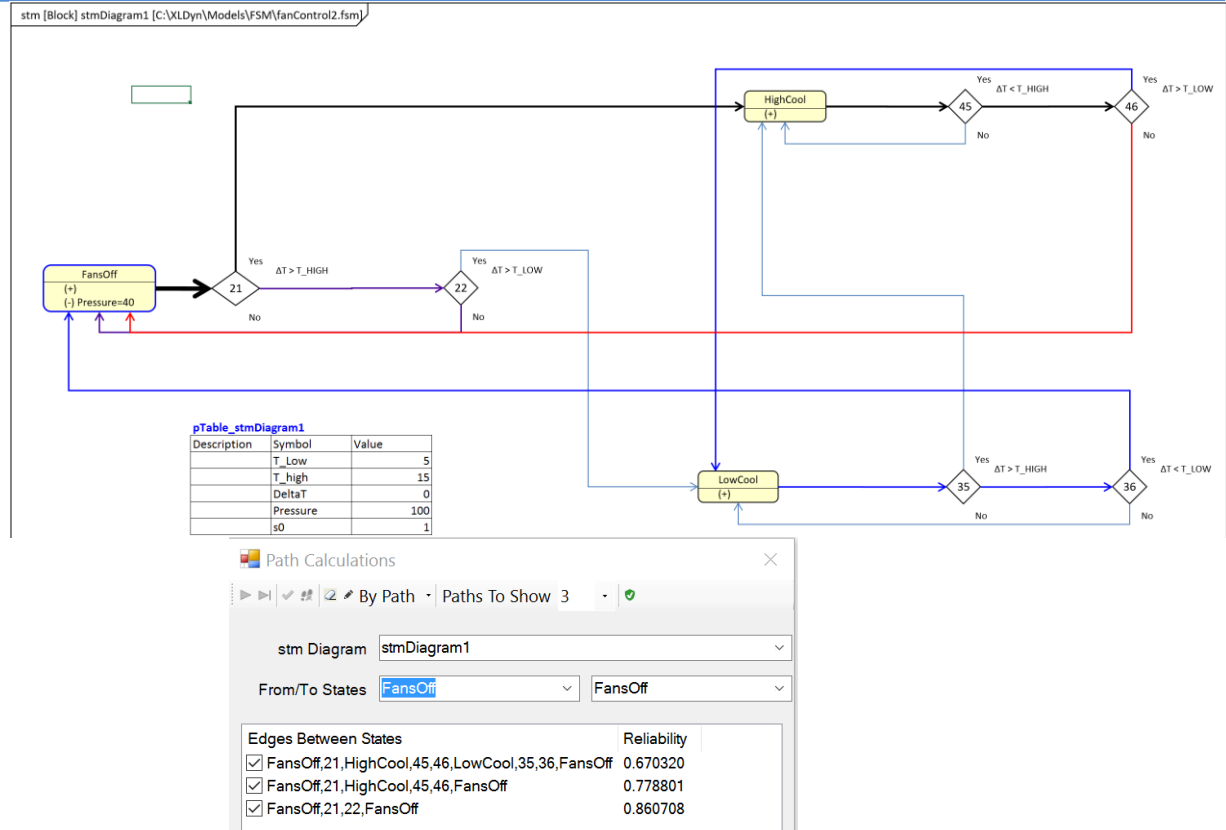 stm [Block] stmDiagram1 [C:\XLDyn\Models\FSM\fanControl2.fsm]
Yes
ΔT < T_HIGH
Yes
ΔT > T_LOW
HighCool
(+)
45
46
No
No
FansOff
(+)
(-) Pressure=40
21
Yes
ΔT > T_HIGH
No
22
Yes
ΔT > T_LOW
No
pTable_stmDiagram1
Description Symbol Value
T_Low 5
T_high 15
DeltaT 0
Pressure 100
s0 1
LowCool
(+)
35
Yes
ΔT > T_HIGH
No
36
Yes
ΔT < T_LOW
No
Path Calculations
By Path Paths To Show 3
stm Diagram stmDiagram1
From/To States FansOff FansOff
Edges Between States Reliability
FansOff,21,HighCool,45,46,LowCool,35,36,FansOff 0.670320
FansOff,21,HighCool,45,46,FansOff 0.778801
FansOff,21,22,FansOff 0.860708